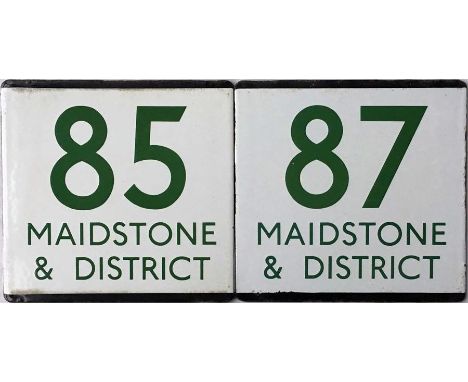 85
MAIDSTONE
& DISTRICT
87
MAIDSTONE
& DISTRICT